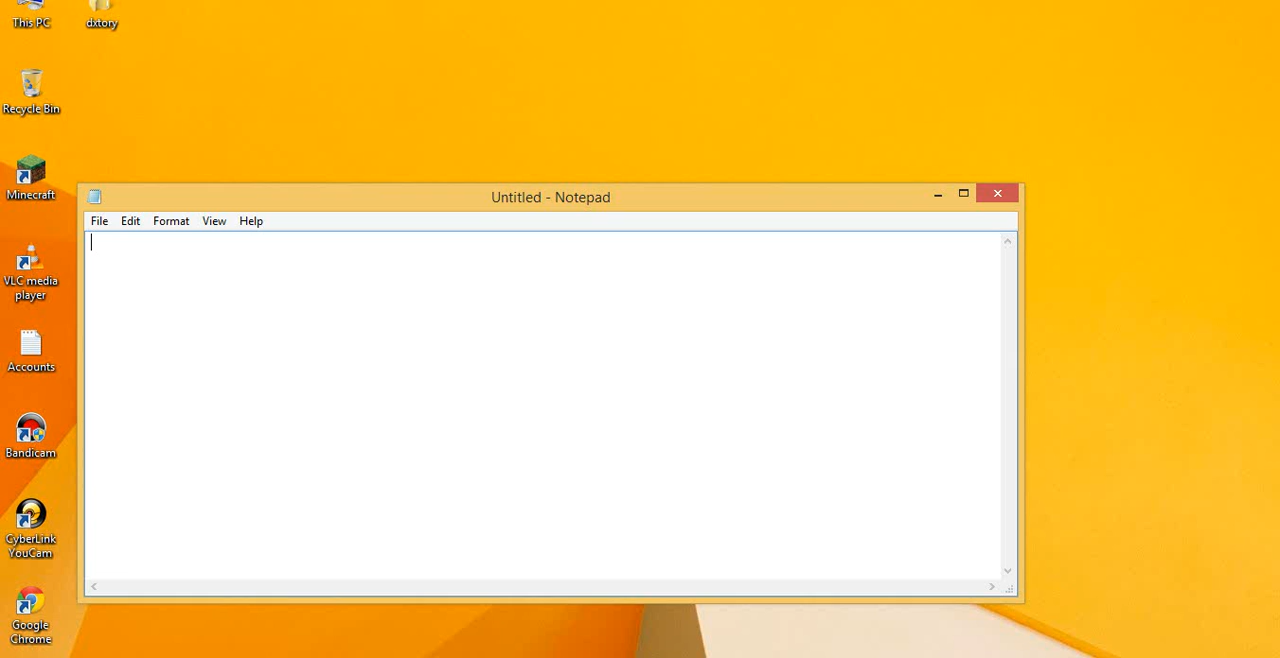 This PC
dxtory
Recycle Bin
Minecraft
VLC media
player
Accounts
Bandicam
CyberLink
YouCam
Google
Chrome
Untitled - Notepad
File Edit Format View Help